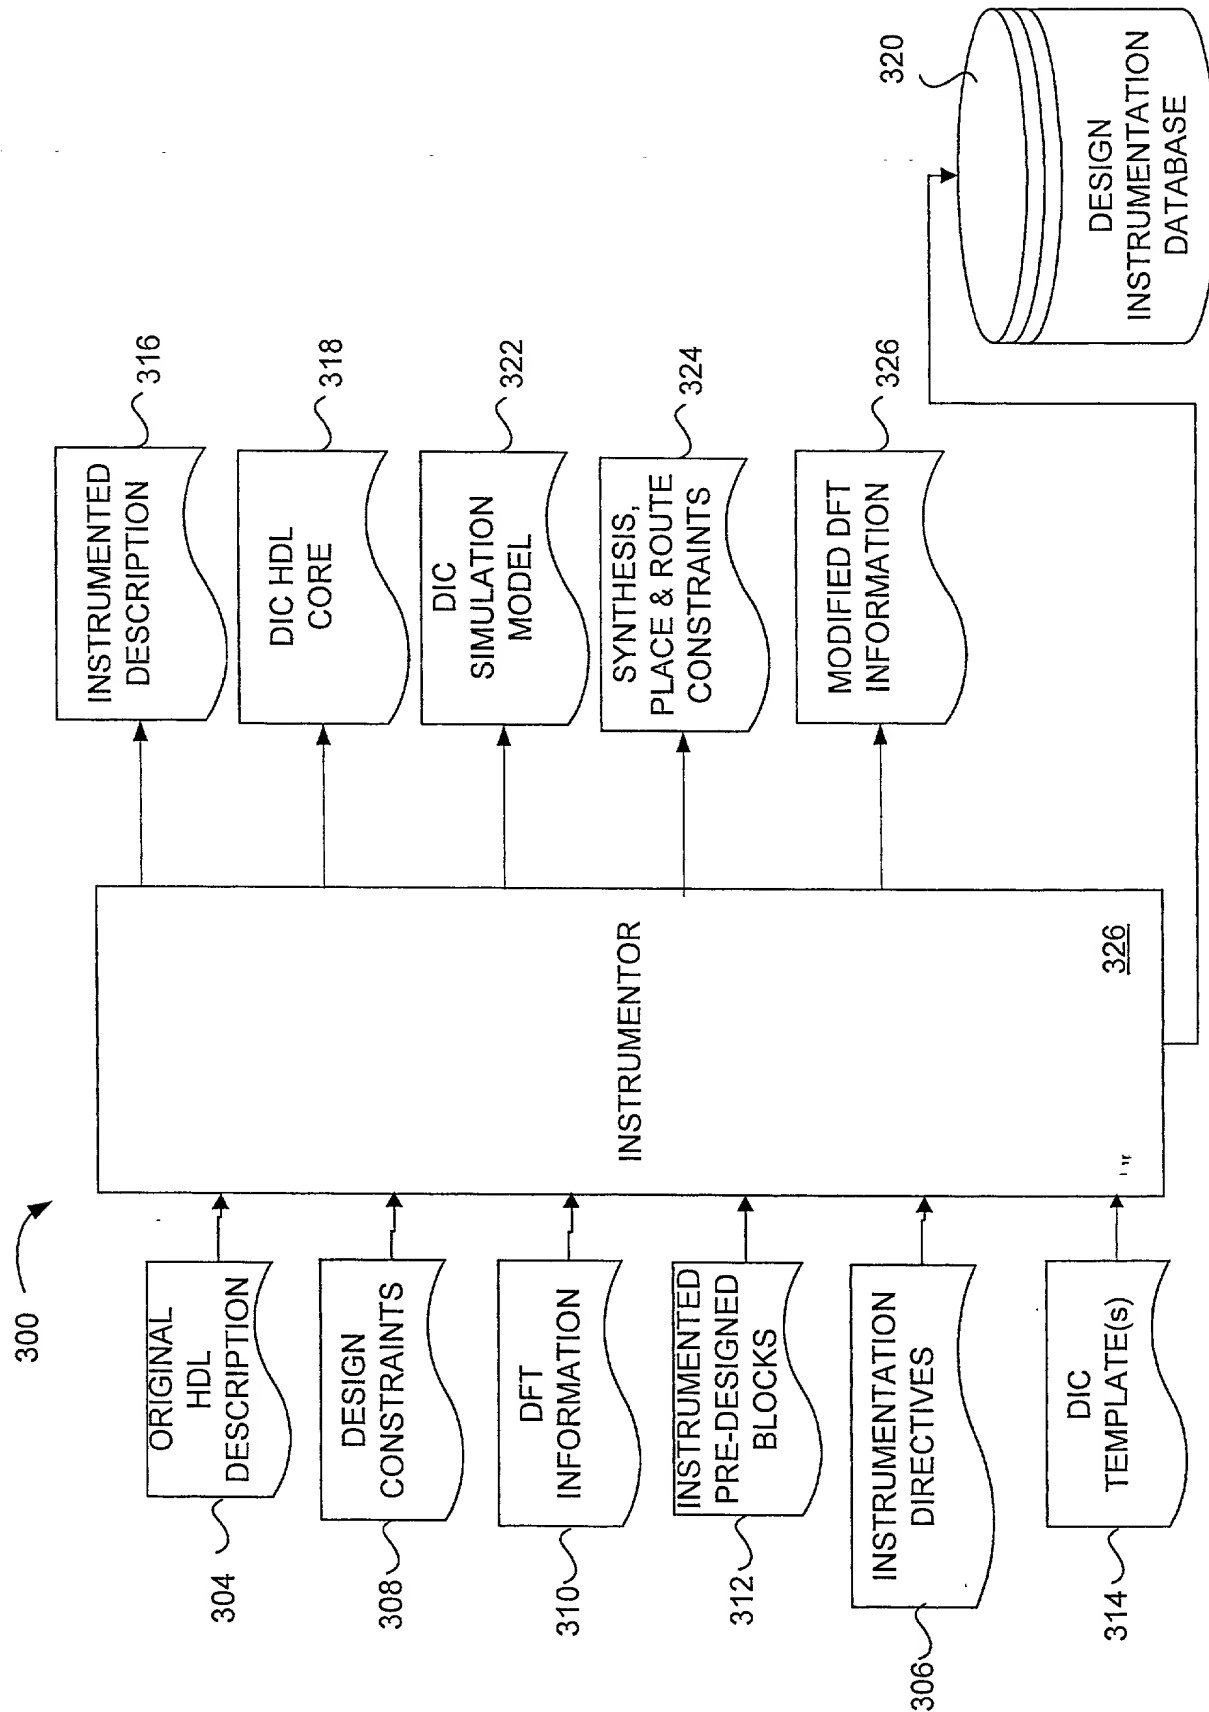 300
ORIGINAL
HDL
DESCRIPTION
304
DESIGN
CONSTRAINTS
308
DFT
INFORMATION
310
INSTRUMENTED
PRE-DESIGNED
BLOCKS
312
INSTRUMENTATION
DIRECTIVES
306
DIC
TEMPLATE(s)
314
INSTRUMENTOR
326
INSTRUMENTED
DESCRIPTION
316
DIC HDL
CORE
318
DIC
SIMULATION
MODEL
322
SYNTHESIS,
PLACE & ROUTE
CONSTRAINTS
324
MODIFIED DFT
INFORMATION
326
320
DESIGN
INSTRUMENTATION
DATABASE